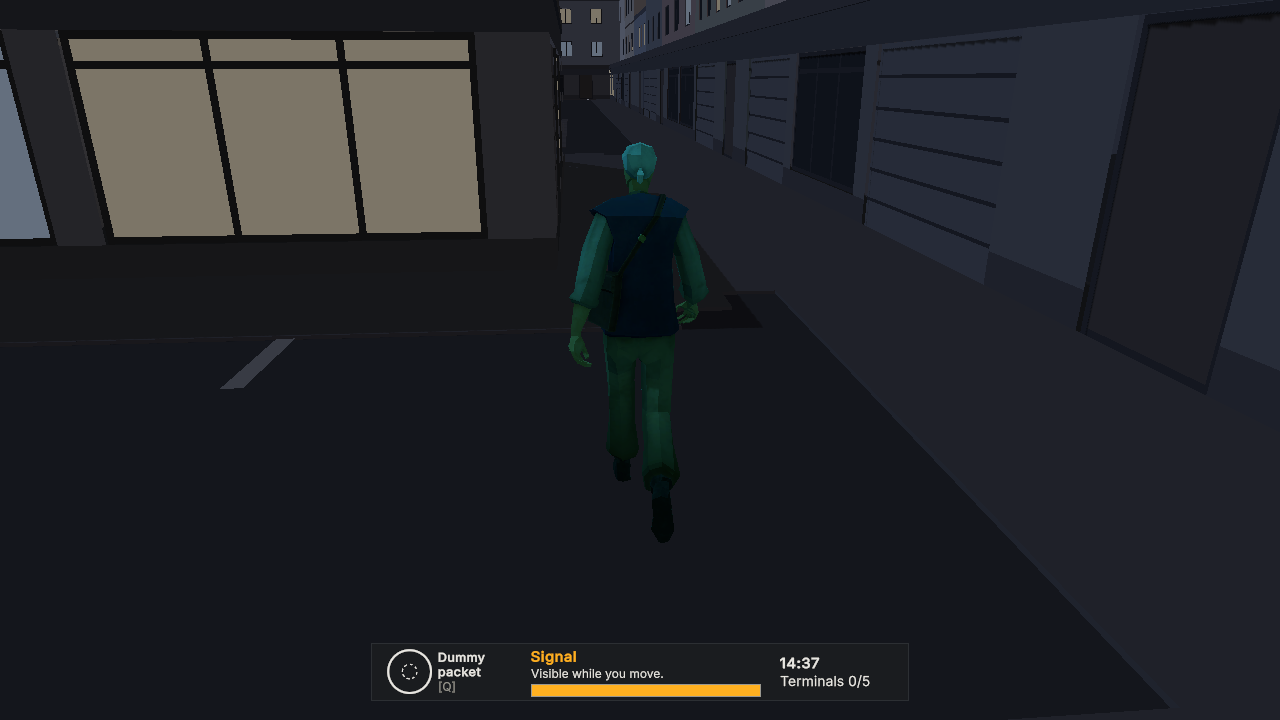 Dummy
packet
[Q]
Signal
Visible while you move.
14:37
Terminals 0/5